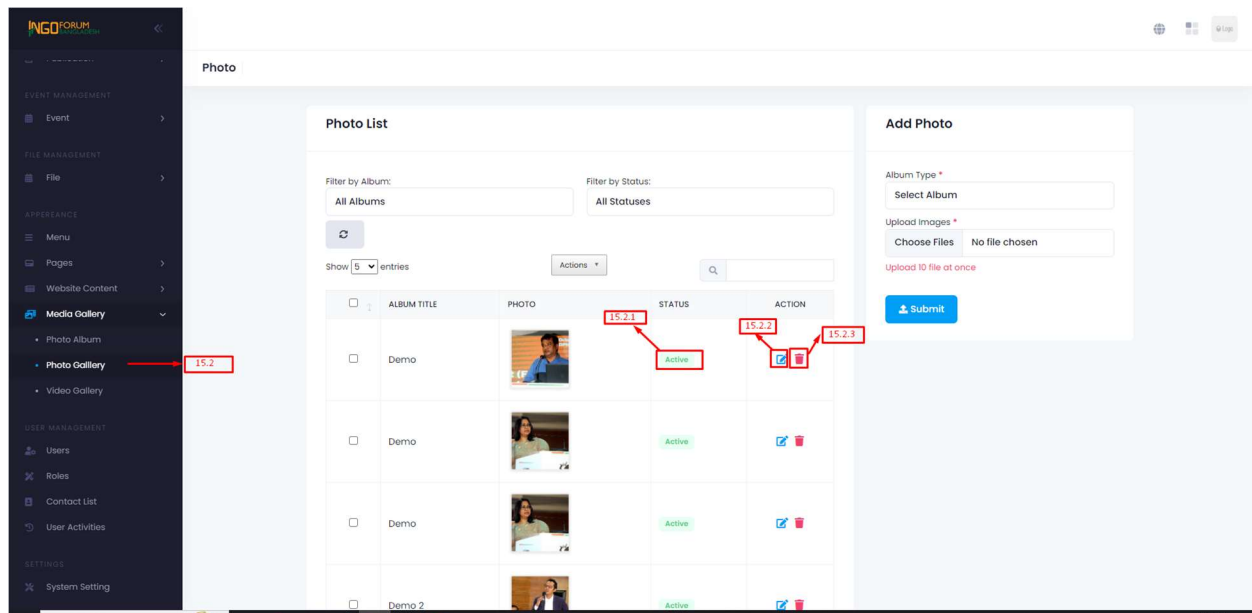 INGO FORUM
BANGLADESH
Photo
EVENT MANAGEMENT
Event
FILE MANAGEMENT
File
APPEREANCE
Menu
Pages
Website Content
Media Gallery
Photo Album
Photo Gallery
15.2
Video Gallery
USER MANAGEMENT
Users
Roles
Contact List
User Activities
SETTINGS
System Setting
Photo List
Filter by Album:
Filter by Status:
All Albums
All Statuses
Show 5 entries
Actions
ALBUM TITLE PHOTO STATUS ACTION
15.2.1
15.2.2
15.2.3
Demo Active
Demo Active
Demo Active
Demo 2 Active
Add Photo
Album Type *
Select Album
Upload Images *
Choose Files No file chosen
Upload 10 file at once
Submit